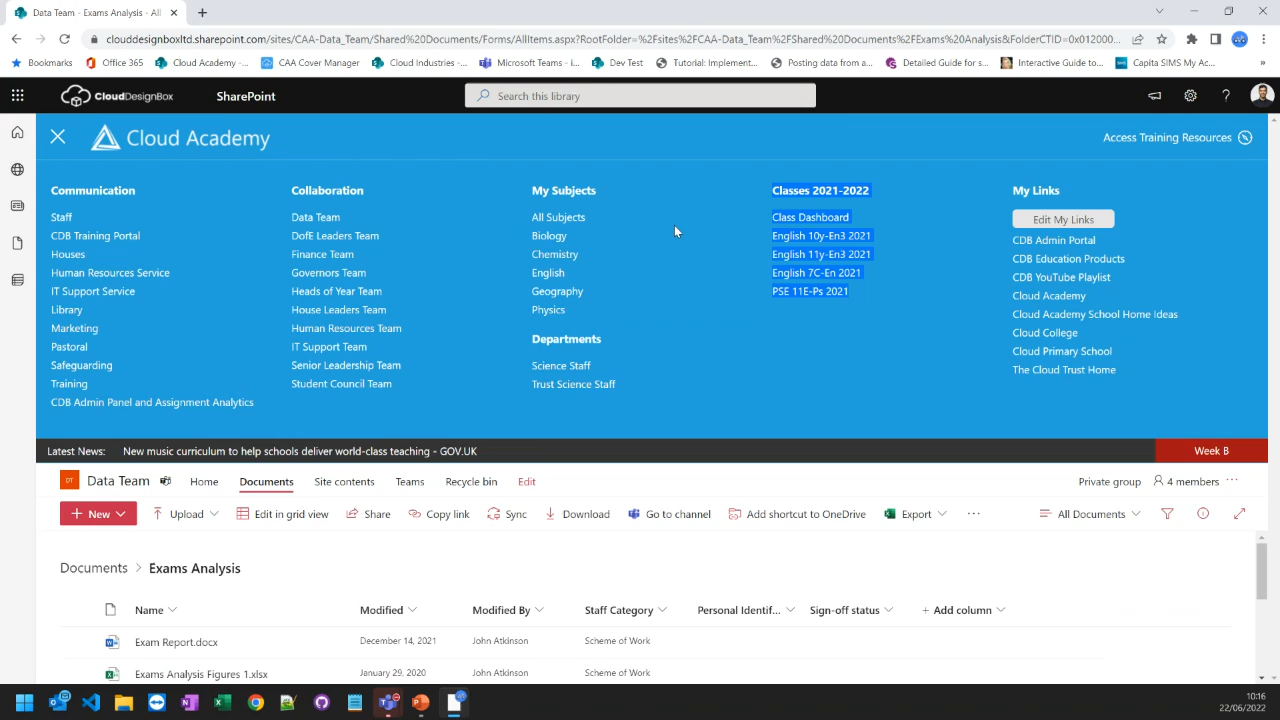 Data Team - Exams Analysis - All
clouddesignboxltd.sharepoint.com/sites/CAA-Data_Team/Shared%20Documents/Forms/AllItems.aspx?RootFolder=%2Fsites%2FCAA-Data_Team%2FShared%20Documents%2FExams%20Analysis&FolderCTID=0x012000...
Bookmarks Office 365 Cloud Academy -... CAA Cover Manager Cloud Industries -... Microsoft Teams - i... Dev Test Tutorial: Implement... Posting data from a... Detailed Guide for s... Interactive Guide to... Capita SIMS My Ac... »
CloudDesignBox SharePoint Search this library ?
Cloud Academy Access Training Resources
Communication
Staff
CDB Training Portal
Houses
Human Resources Service
IT Support Service
Library
Marketing
Pastoral
Safeguarding
Training
CDB Admin Panel and Assignment Analytics
Collaboration
Data Team
DofE Leaders Team
Finance Team
Governors Team
Heads of Year Team
House Leaders Team
Human Resources Team
IT Support Team
Senior Leadership Team
Student Council Team
My Subjects
All Subjects
Biology
Chemistry
English
Geography
Physics
Departments
Science Staff
Trust Science Staff
Classes 2021-2022
Class Dashboard
English 10y-En3 2021
English 11y-En3 2021
English 7C-En 2021
PSE 11E-Ps 2021
My Links
Edit My Links
CDB Admin Portal
CDB Education Products
CDB YouTube Playlist
Cloud Academy
Cloud Academy School Home Ideas
Cloud College
Cloud Primary School
The Cloud Trust Home
Latest News: New music curriculum to help schools deliver world-class teaching - GOV.UK Week B
DT Data Team Home Documents Site contents Teams Recycle bin Edit Private group 4 members ...
+ New Upload Edit in grid view Share Copy link Sync Download Go to channel Add shortcut to OneDrive Export ... All Documents
Documents > Exams Analysis
Name Modified Modified By Staff Category Personal Identif... Sign-off status + Add column
Exam Report.docx December 14, 2021 John Atkinson Scheme of Work
Exams Analysis Figures 1.xlsx January 29, 2020 John Atkinson Scheme of Work
10:16
22/06/2022